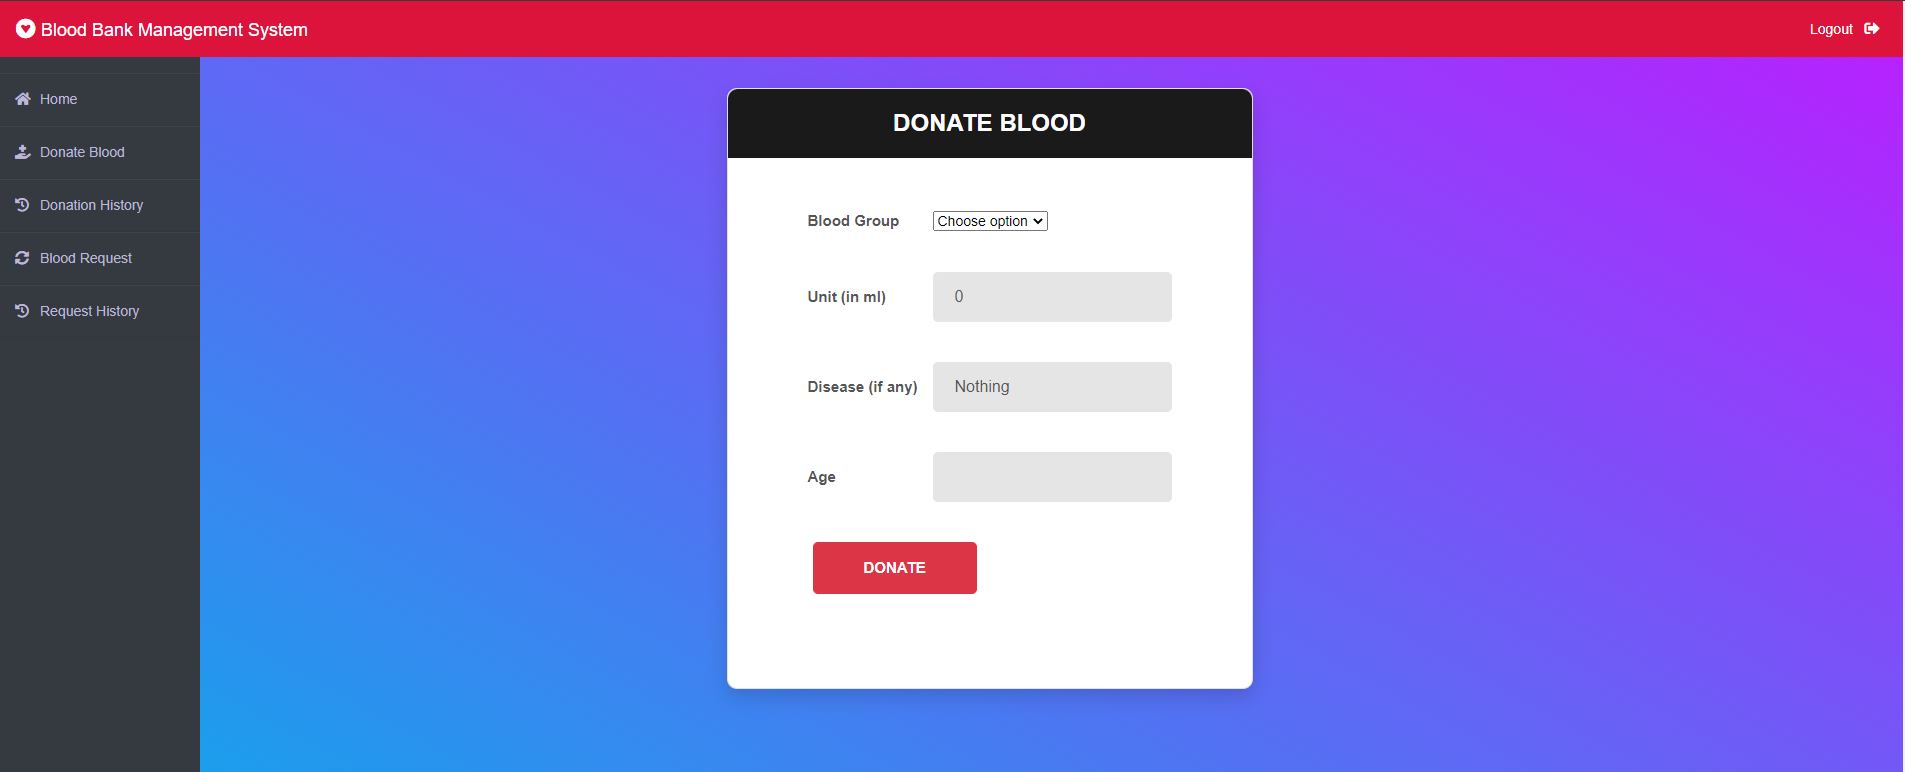 Blood Bank Management System
Logout
Home
Donate Blood
Donation History
Blood Request
Request History
DONATE BLOOD
Blood Group Choose option
Unit (in ml) 0
Disease (if any) Nothing
Age
DONATE